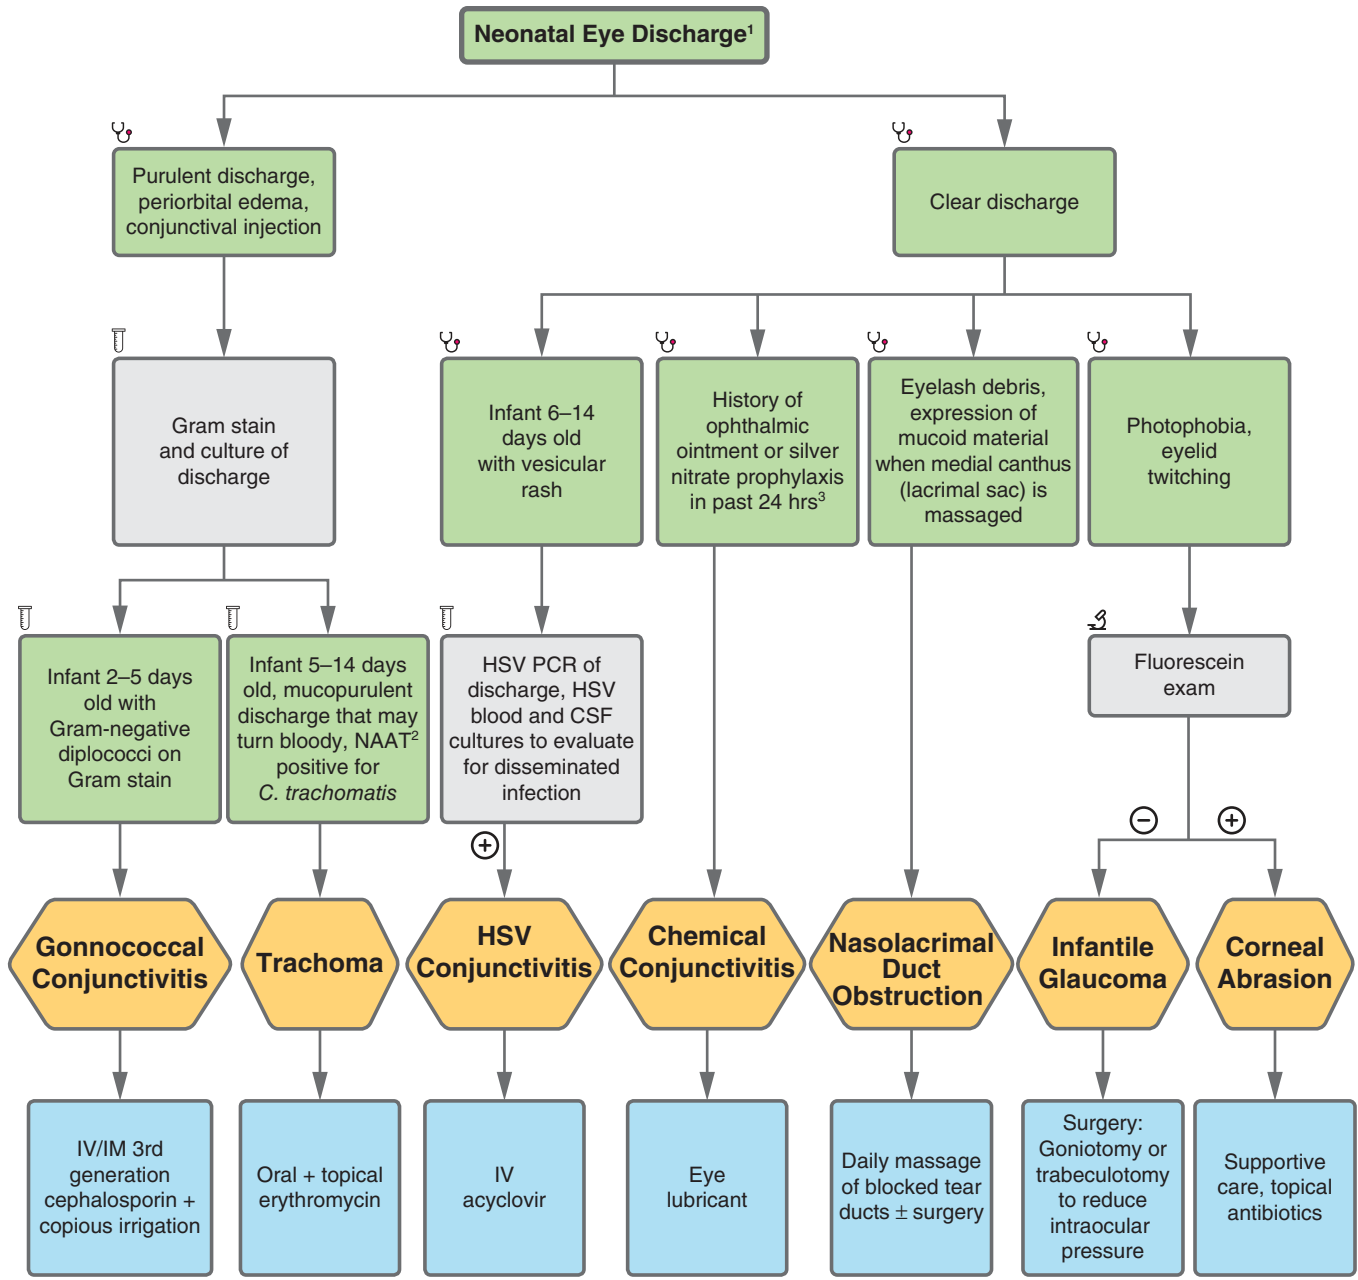 Neonatal Eye Discharge¹
Purulent discharge,
periorbital edema,
conjunctival injection
Clear discharge
Gram stain
and culture of
discharge
Infant 6–14
days old
with vesicular
rash
History of
ophthalmic
ointment or silver
nitrate prophylaxis
in past 24 hrs³
Eyelash debris,
expression of
mucoid material
when medial canthus
(lacrimal sac) is
massaged
Photophobia,
eyelid
twitching
Infant 2–5 days
old with
Gram-negative
diplococci on
Gram stain
Infant 5–14 days
old, mucopurulent
discharge that may
turn bloody, NAAT²
positive for
C. trachomatis
HSV PCR of
discharge, HSV
blood and CSF
cultures to evaluate
for disseminated
infection
Fluorescein
exam
+
−
+
Gonnococcal
Conjunctivitis
Trachoma
HSV
Conjunctivitis
Chemical
Conjunctivitis
Nasolacrimal
Duct
Obstruction
Infantile
Glaucoma
Corneal
Abrasion
IV/IM 3rd
generation
cephalosporin +
copious irrigation
Oral + topical
erythromycin
IV
acyclovir
Eye
lubricant
Daily massage
of blocked tear
ducts ± surgery
Surgery:
Goniotomy or
trabeculotomy
to reduce
intraocular
pressure
Supportive
care, topical
antibiotics